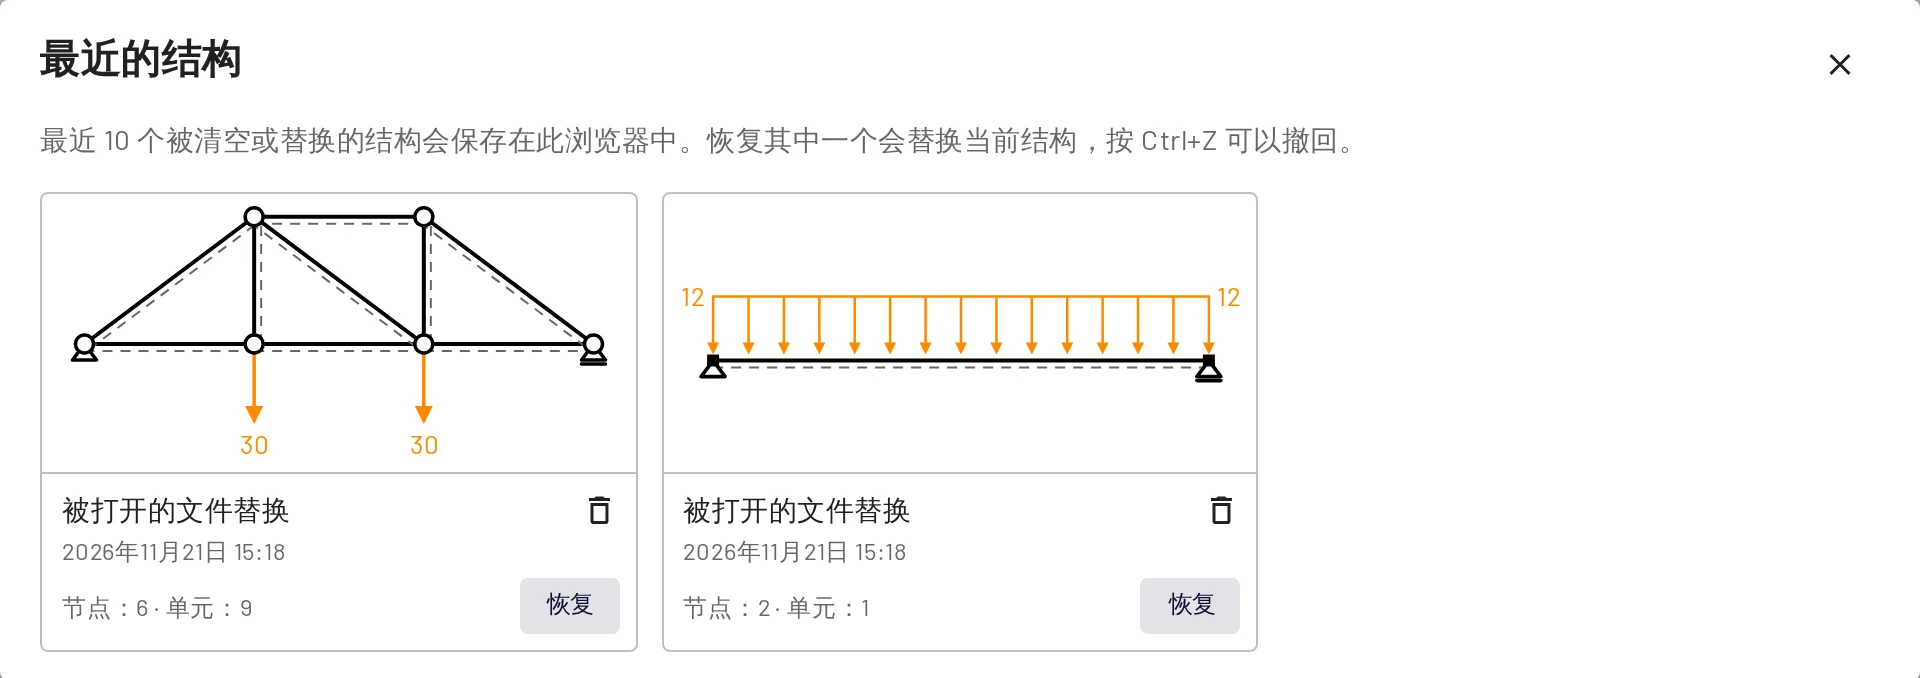 最近的结构
最近 10 个被清空或替换的结构会保存在此浏览器中。恢复其中一个会替换当前结构，按 Ctrl+Z 可以撤回。
30 30
被打开的文件替换
2026年11月21日 15:18
节点：6 · 单元：9
恢复
12 12
被打开的文件替换
2026年11月21日 15:18
节点：2 · 单元：1
恢复